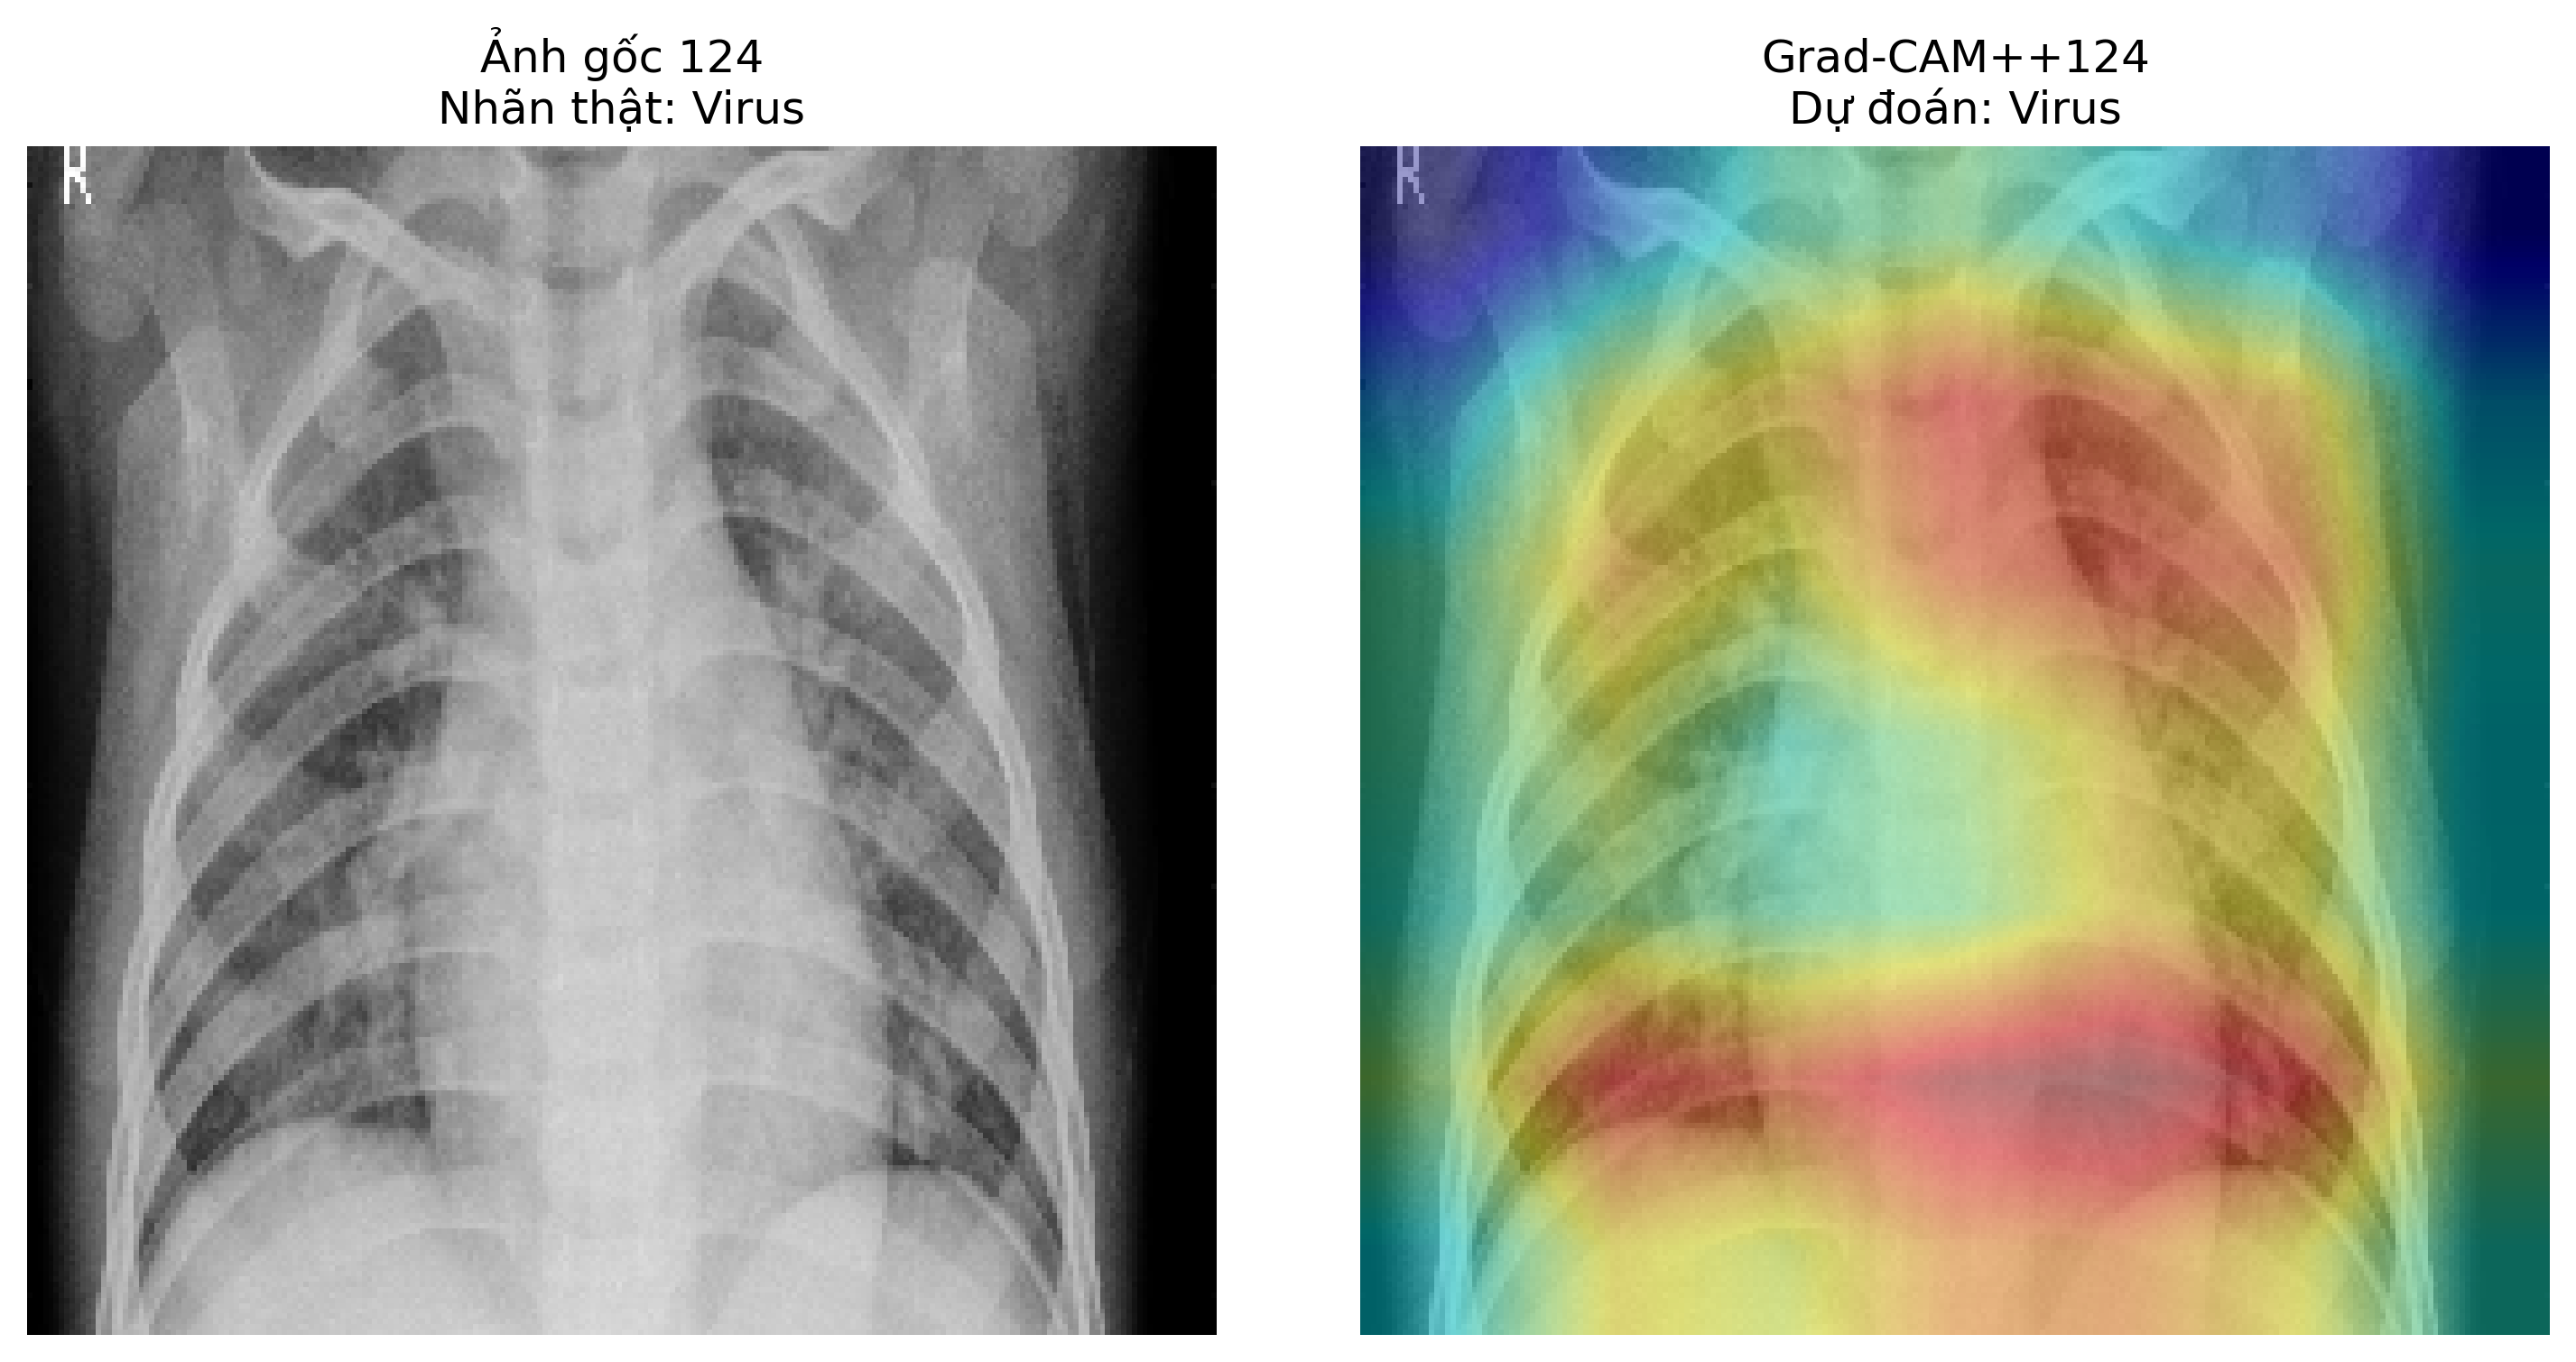 Ảnh gốc 124
Nhãn thật: Virus
Grad-CAM++124
Dự đoán: Virus
R
R